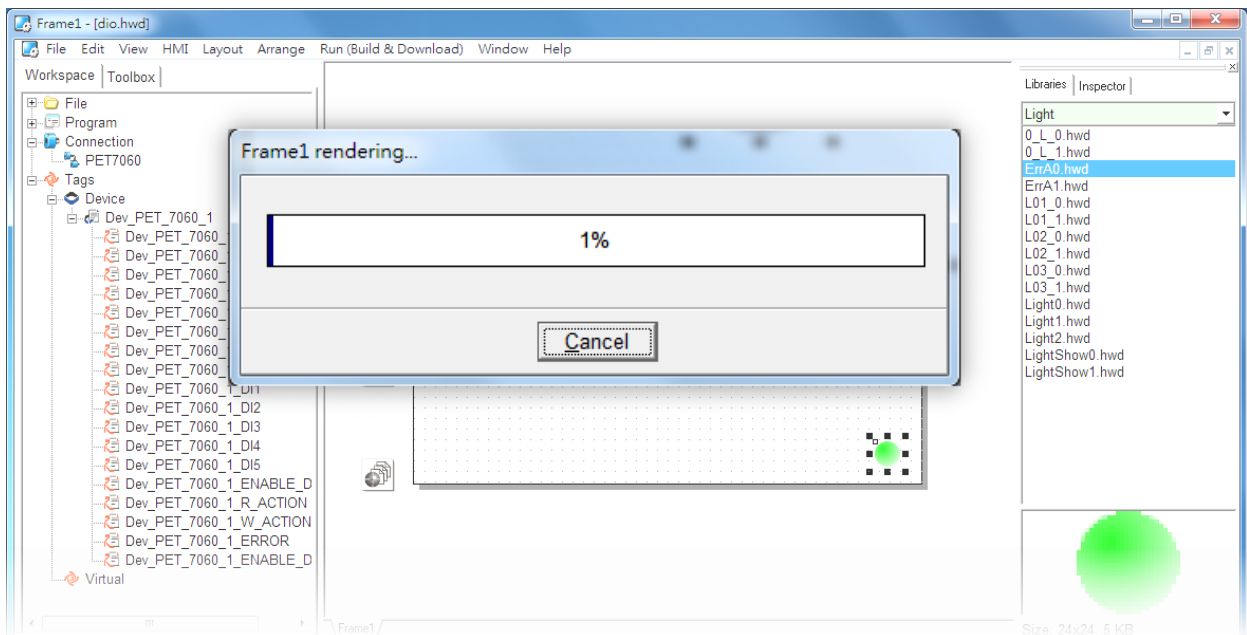 Frame1 - [dio.hwd]
File Edit View HMI Layout Arrange Run (Build & Download) Window Help
Workspace Toolbox
File
Program
Connection
PET7060
Tags
Device
Dev_PET_7060_1
Dev_PET_7060_
Dev_PET_7060_
Dev_PET_7060_
Dev_PET_7060_1
Dev_PET_7060_
Dev_PET_7060_
Dev_PET_7060_
Dev_PET_7060_1
Dev_PET_7060_1_DI1
Dev_PET_7060_1_DI2
Dev_PET_7060_1_DI3
Dev_PET_7060_1_DI4
Dev_PET_7060_1_DI5
Dev_PET_7060_1_ENABLE_D
Dev_PET_7060_1_R_ACTION
Dev_PET_7060_1_W_ACTION
Dev_PET_7060_1_ERROR
Dev_PET_7060_1_ENABLE_D
Virtual
Frame1 rendering...
1%
Cancel
Frame1
Libraries Inspector
Light
0_L_0.hwd
0_L_1.hwd
ErrA0.hwd
ErrA1.hwd
L01_0.hwd
L01_1.hwd
L02_0.hwd
L02_1.hwd
L03_0.hwd
L03_1.hwd
Light0.hwd
Light1.hwd
Light2.hwd
LightShow0.hwd
LightShow1.hwd
Size: 24x24, 5 KB